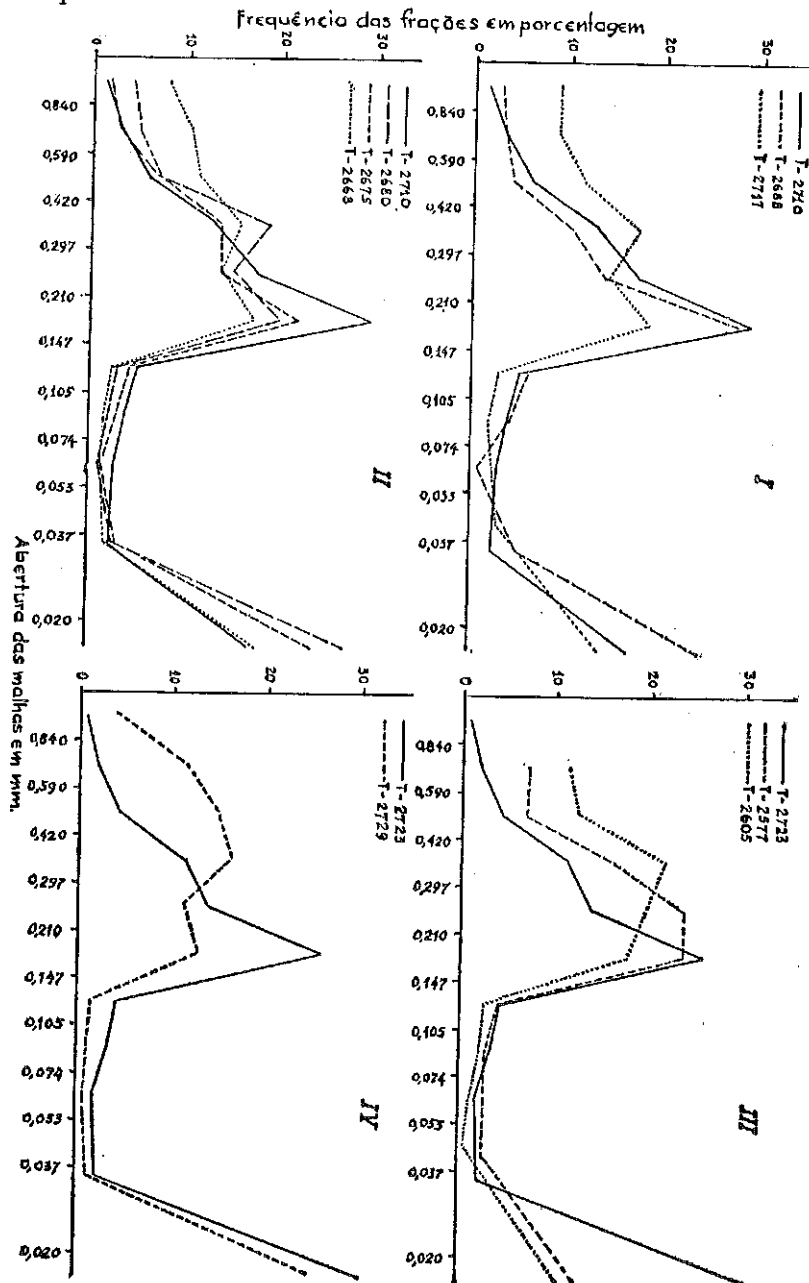 Frequência das frações em porcentagem
0 10 20 30
0,840
0,590
0,420
0,297
0,210
0,147
0,105
0,074
0,053
0,037
0,020
T-2710
T-2688
T-2717
I
0 10 20 30
0,840
0,590
0,420
0,297
0,210
0,147
0,105
0,074
0,053
0,037
0,020
T-2710
T-2680
T-2675
T-2668
II
0 10 20 30
0,840
0,590
0,420
0,297
0,210
0,147
0,105
0,074
0,053
0,037
0,020
T-2723
T-2577
T-2605
III
0 10 20 30
0,840
0,590
0,420
0,297
0,210
0,147
0,105
0,074
0,053
0,037
0,020
T-2723
T-2729
IV
Abertura das malhas em mm.